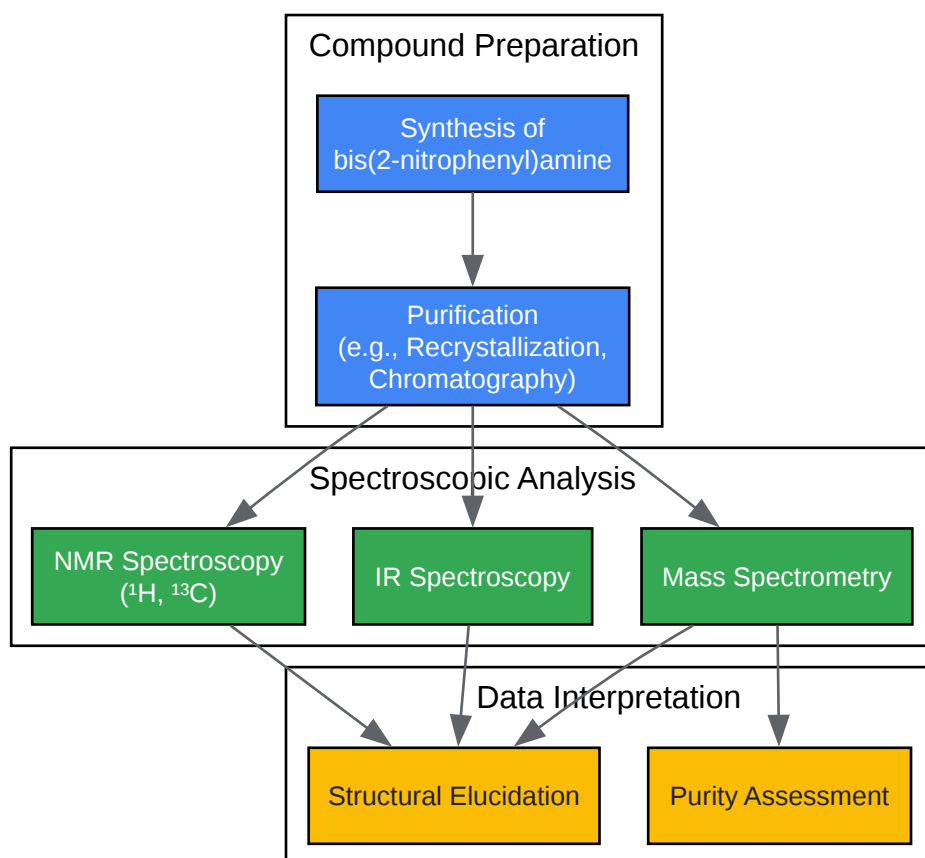 Compound Preparation
Synthesis of
bis(2-nitrophenyl)amine
Purification
(e.g., Recrystallization,
Chromatography)
Spectroscopic Analysis
NMR Spectroscopy
(¹H, ¹³C)
IR Spectroscopy
Mass Spectrometry
Data Interpretation
Structural Elucidation
Purity Assessment